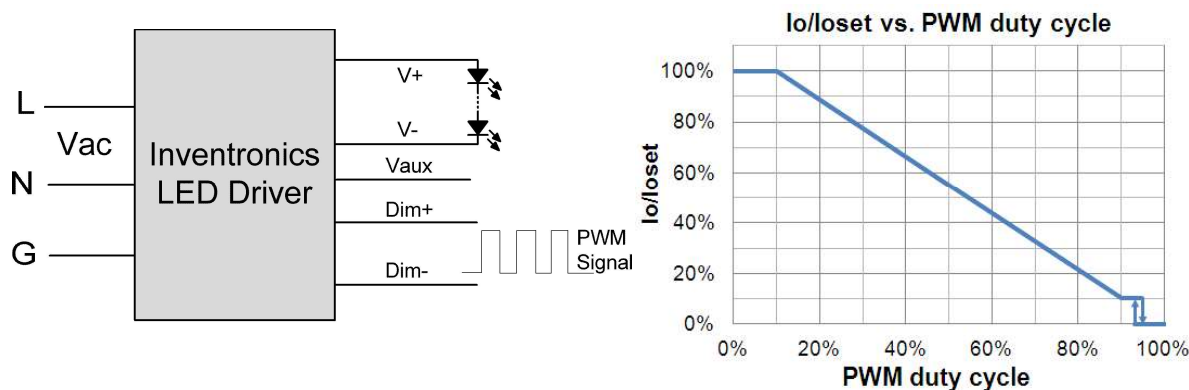 L
Vac
N
G
Inventronics
LED Driver
V+
V-
Vaux
Dim+
Dim-
PWM
Signal
Io/Ioset vs. PWM duty cycle
Io/Ioset
100%
80%
60%
40%
20%
0%
0% 20% 40% 60% 80% 100%
PWM duty cycle